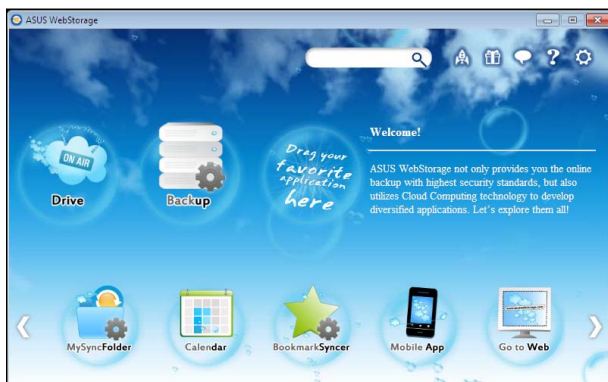 ASUS WebStorage
Welcome!
ASUS WebStorage not only provides you the online
backup with highest security standards, but also
utilizes Cloud Computing technology to develop
diversified applications. Let's explore them all!
ON AIR
Drive
Backup
Drag your
favorite
application
here
MySyncFolder
Calendar
BookmarkSyncer
Mobile App
Go to Web